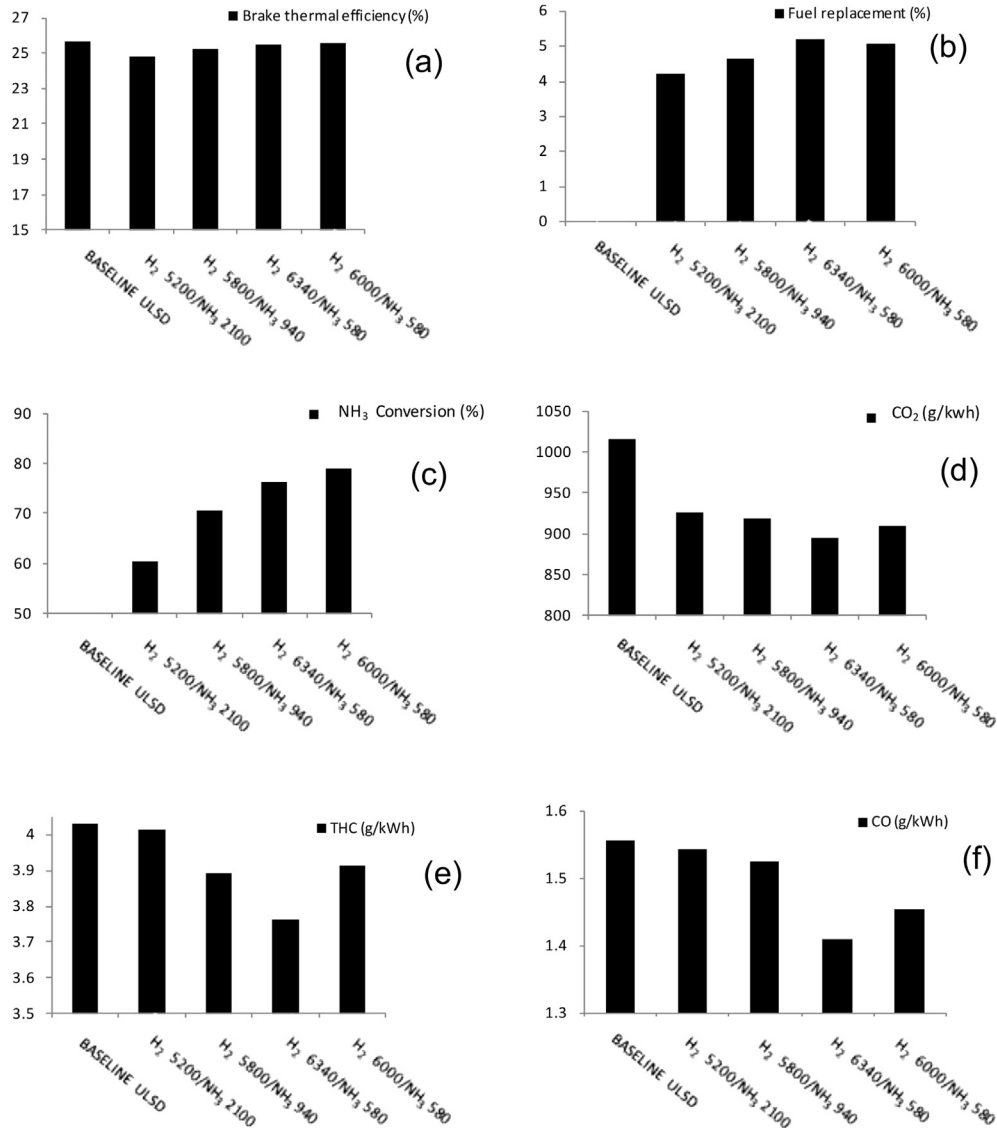 Brake thermal efficiency (%)
27
25
23
21
19
17
15
(a)
BASELINE ULSD
H₂ 5200/NH₃ 2100
H₂ 5800/NH₃ 940
H₂ 6340/NH₃ 580
H₂ 6000/NH₃ 580
Fuel replacement (%)
6
5
4
3
2
1
0
(b)
BASELINE ULSD
H₂ 5200/NH₃ 2100
H₂ 5800/NH₃ 940
H₂ 6340/NH₃ 580
H₂ 6000/NH₃ 580
NH₃ Conversion (%)
90
80
70
60
50
(c)
BASELINE ULSD
H₂ 5200/NH₃ 2100
H₂ 5800/NH₃ 940
H₂ 6340/NH₃ 580
H₂ 6000/NH₃ 580
CO₂ (g/kwh)
1050
1000
950
900
850
800
(d)
BASELINE ULSD
H₂ 5200/NH₃ 2100
H₂ 5800/NH₃ 940
H₂ 6340/NH₃ 580
H₂ 6000/NH₃ 580
THC (g/kWh)
4
3.9
3.8
3.7
3.6
3.5
(e)
BASELINE ULSD
H₂ 5200/NH₃ 2100
H₂ 5800/NH₃ 940
H₂ 6340/NH₃ 580
H₂ 6000/NH₃ 580
CO (g/kWh)
1.6
1.5
1.4
1.3
(f)
BASELINE ULSD
H₂ 5200/NH₃ 2100
H₂ 5800/NH₃ 940
H₂ 6340/NH₃ 580
H₂ 6000/NH₃ 580